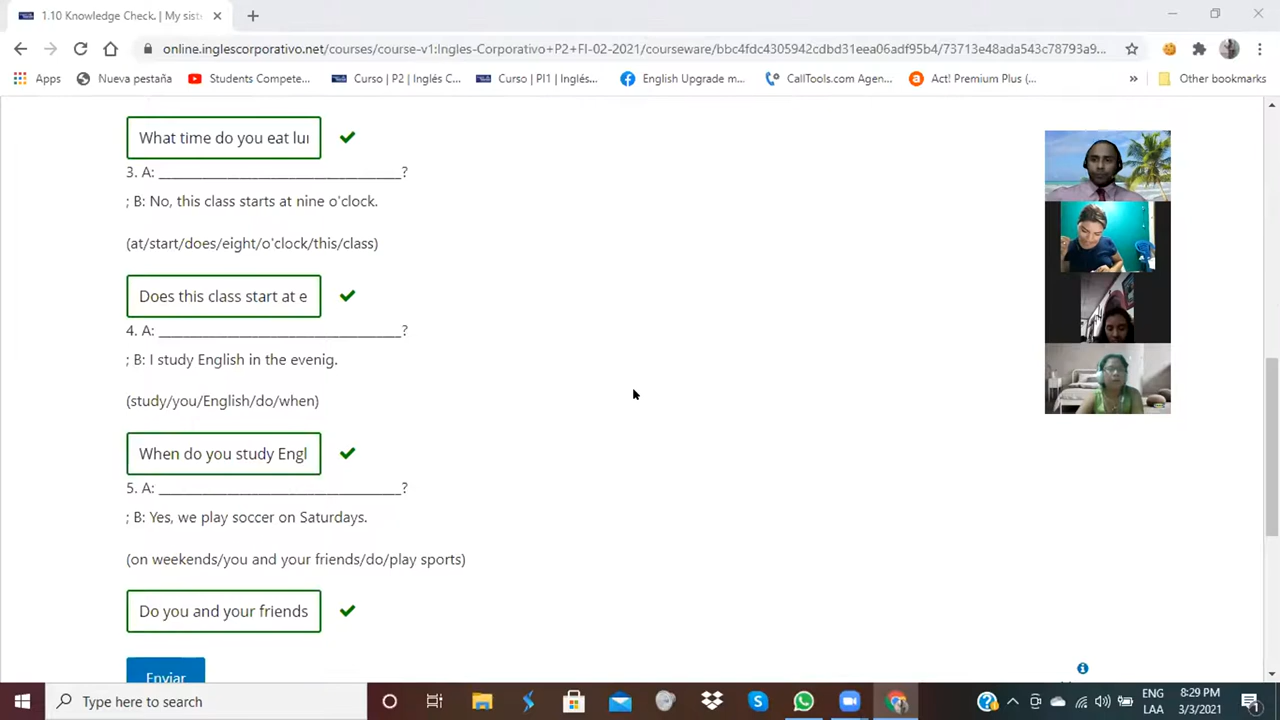 1.10 Knowledge Check. | My sist
online.inglescorporativo.net/courses/course-v1:Ingles-Corporativo+P2+FI-02-2021/courseware/bbc4fdc4305942cdbd31eea06adf95b4/73713e48ada543c78793a9...
Apps Nueva pestaña Students Compete... Curso | P2 | Inglés C... Curso | PI1 | Inglés... English Upgrade m... CallTools.com Agen... Act! Premium Plus (... » Other bookmarks
What time do you eat lu
3. A: ______________________________?
; B: No, this class starts at nine o'clock.
(at/start/does/eight/o'clock/this/class)
Does this class start at e
4. A: ______________________________?
; B: I study English in the evenig.
(study/you/English/do/when)
When do you study Engl
5. A: ______________________________?
; B: Yes, we play soccer on Saturdays.
(on weekends/you and your friends/do/play sports)
Do you and your friends
Enviar
Type here to search
ENG 8:29 PM
LAA 3/3/2021